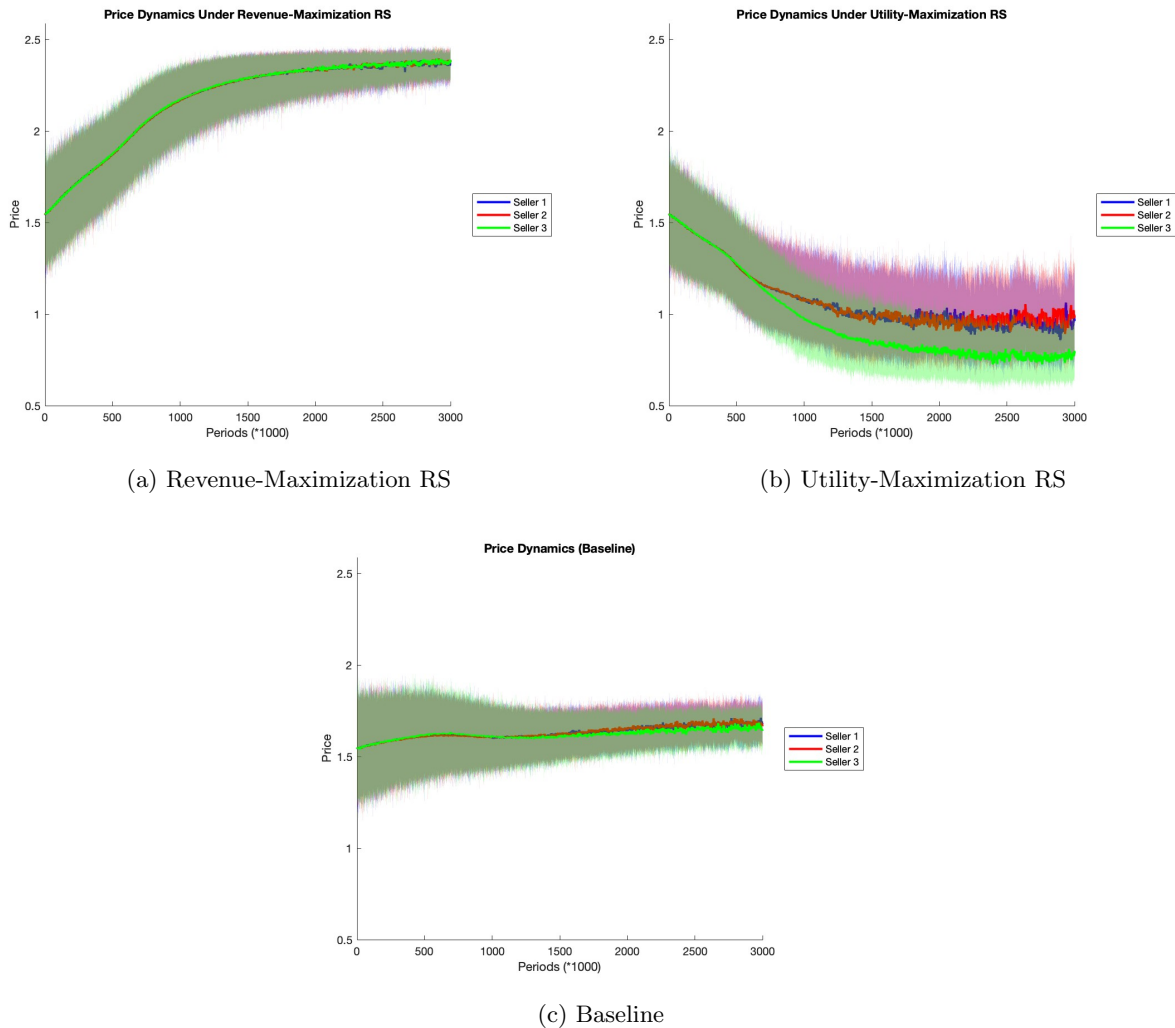 Price Dynamics Under Revenue-Maximization RS
2.5
2
1.5
1
0.5
Price
0 500 1000 1500 2000 2500 3000
Periods (*1000)
Seller 1
Seller 2
Seller 3
(a) Revenue-Maximization RS
Price Dynamics Under Utility-Maximization RS
2.5
2
1.5
1
0.5
Price
0 500 1000 1500 2000 2500 3000
Periods (*1000)
Seller 1
Seller 2
Seller 3
(b) Utility-Maximization RS
Price Dynamics (Baseline)
2.5
2
1.5
1
0.5
Price
0 500 1000 1500 2000 2500 3000
Periods (*1000)
Seller 1
Seller 2
Seller 3
(c) Baseline